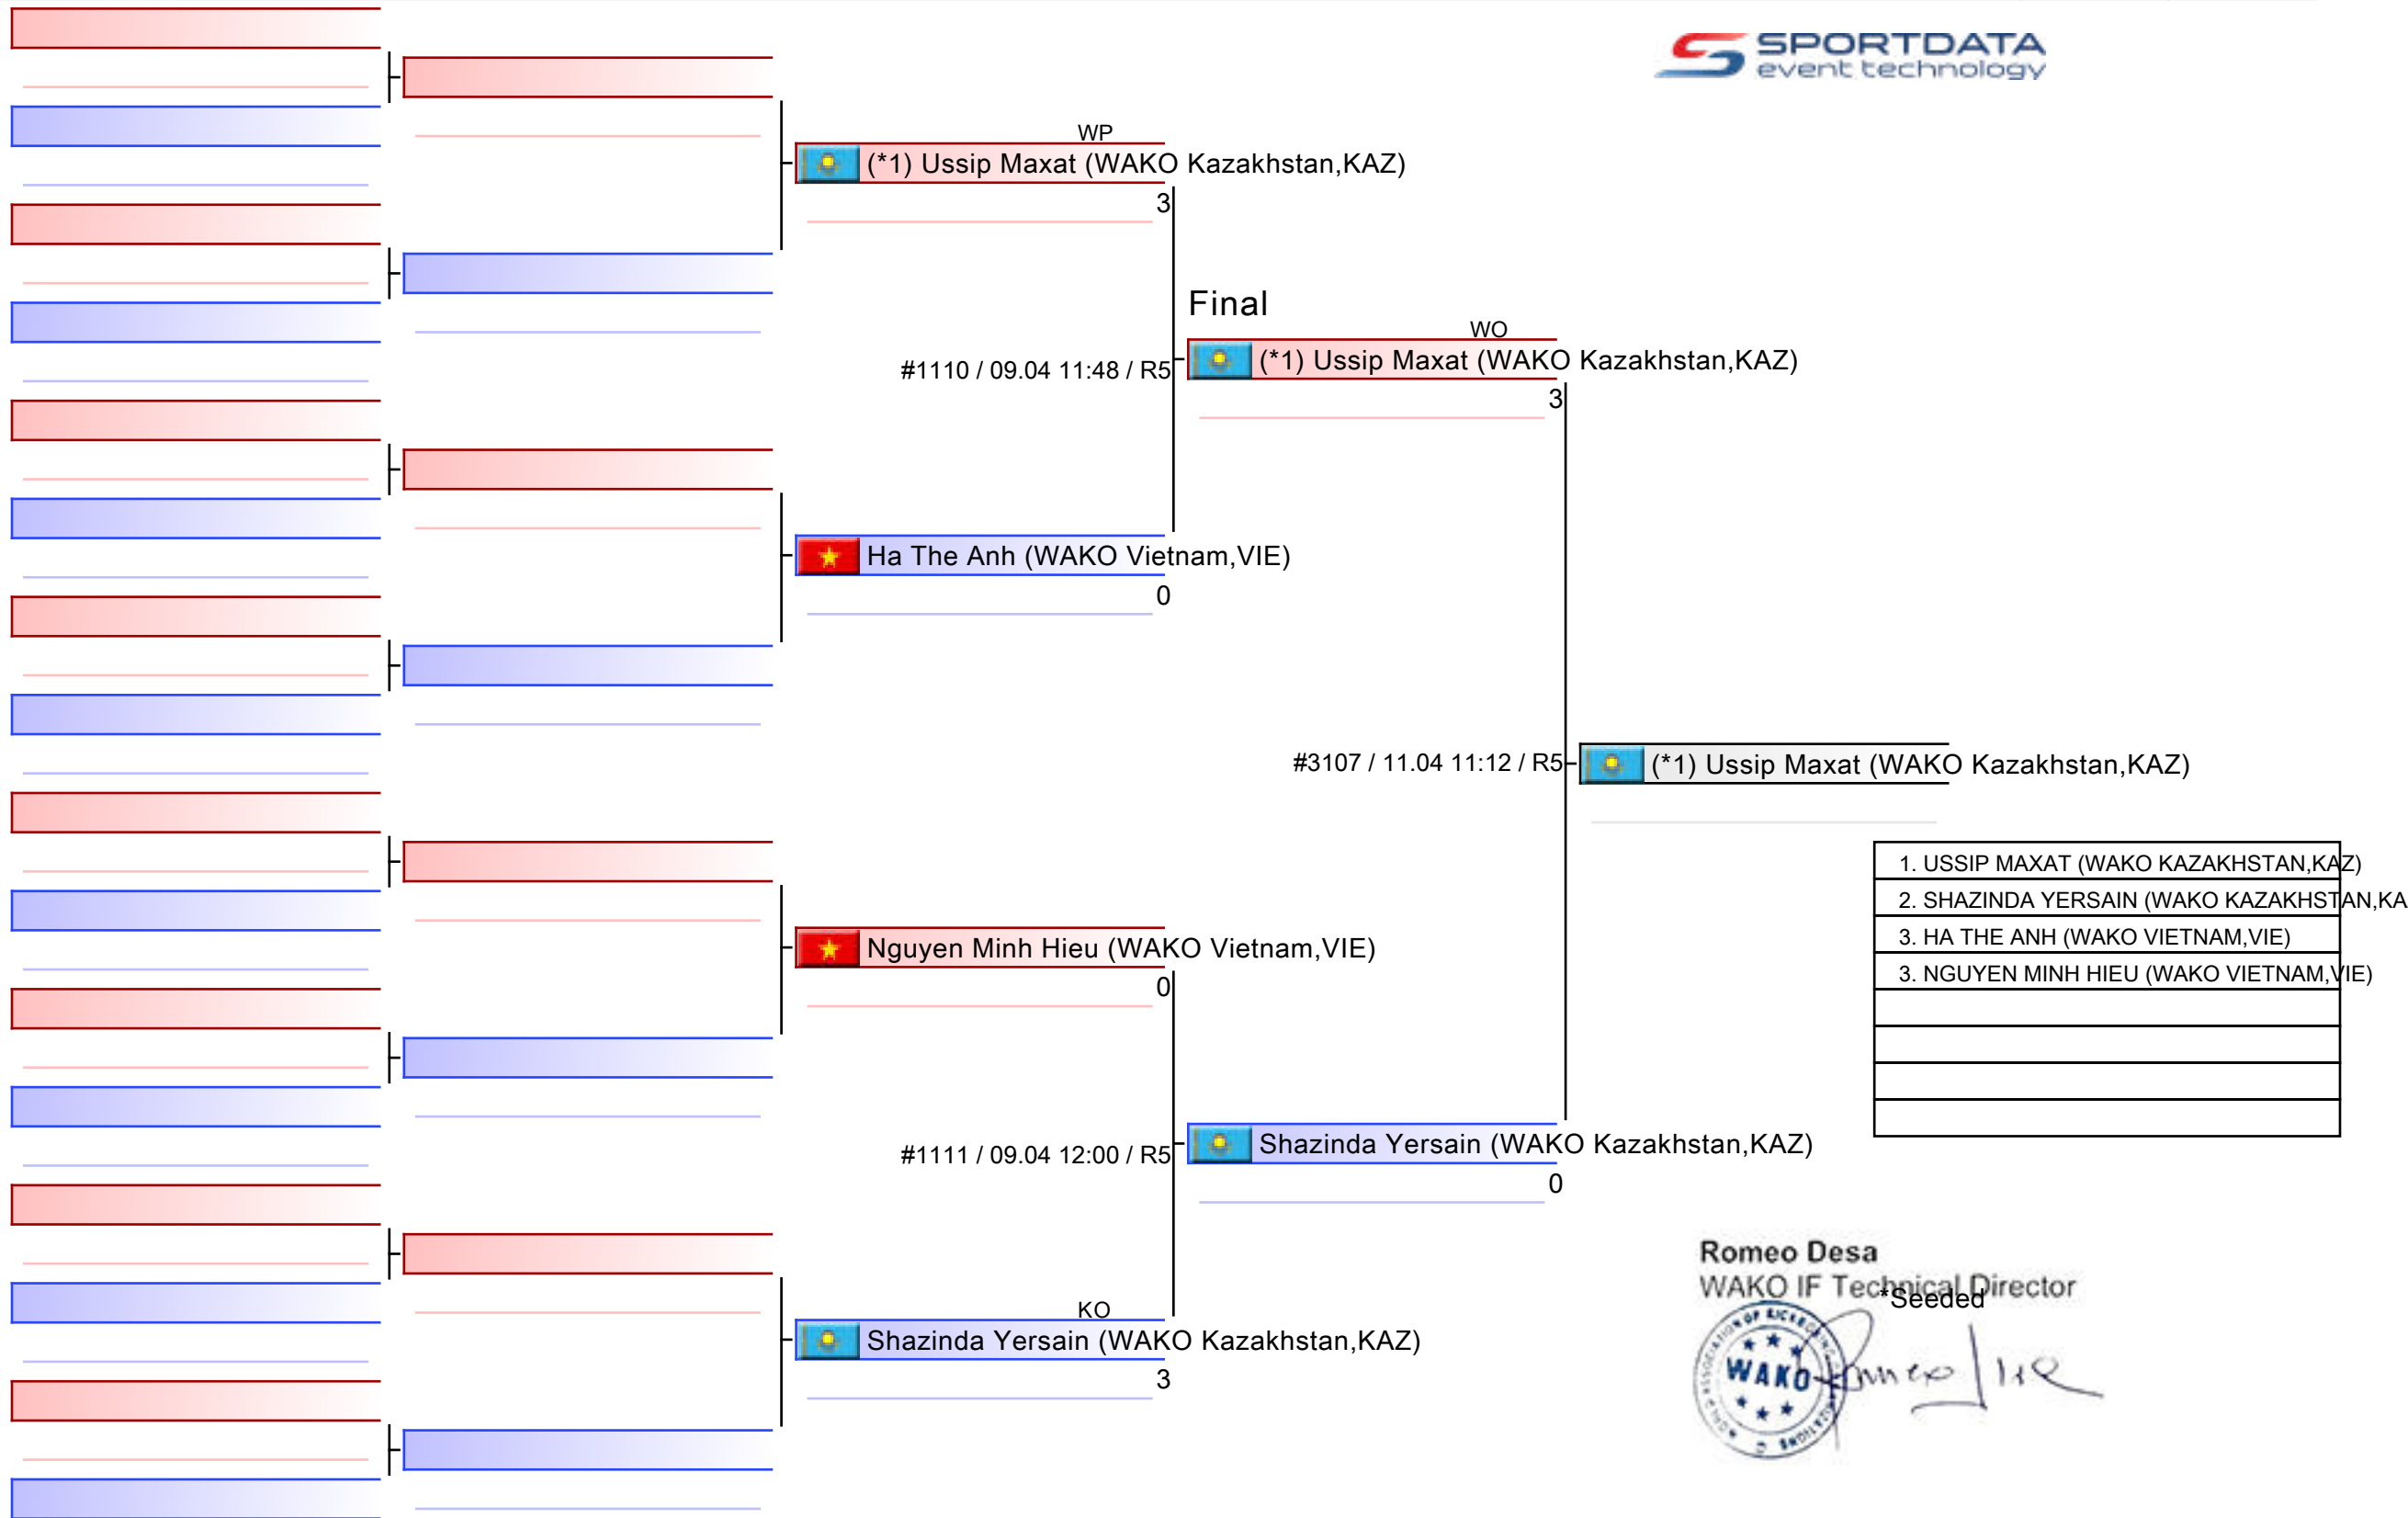 SPORTDATA
event technology
WP
(*1) Ussip Maxat (WAKO Kazakhstan,KAZ)
3
Final
WO
#1110 / 09.04 11:48 / R5
(*1) Ussip Maxat (WAKO Kazakhstan,KAZ)
3
Ha The Anh (WAKO Vietnam,VIE)
0
#3107 / 11.04 11:12 / R5
(*1) Ussip Maxat (WAKO Kazakhstan,KAZ)
1. USSIP MAXAT (WAKO KAZAKHSTAN,KAZ)
2. SHAZINDA YERSAIN (WAKO KAZAKHSTAN,KA
3. HA THE ANH (WAKO VIETNAM,VIE)
3. NGUYEN MINH HIEU (WAKO VIETNAM,VIE)
Nguyen Minh Hieu (WAKO Vietnam,VIE)
0
#1111 / 09.04 12:00 / R5
Shazinda Yersain (WAKO Kazakhstan,KAZ)
0
KO
Shazinda Yersain (WAKO Kazakhstan,KAZ)
3
Romeo Desa
WAKO IF Technical Director
*Seeded
WAKO